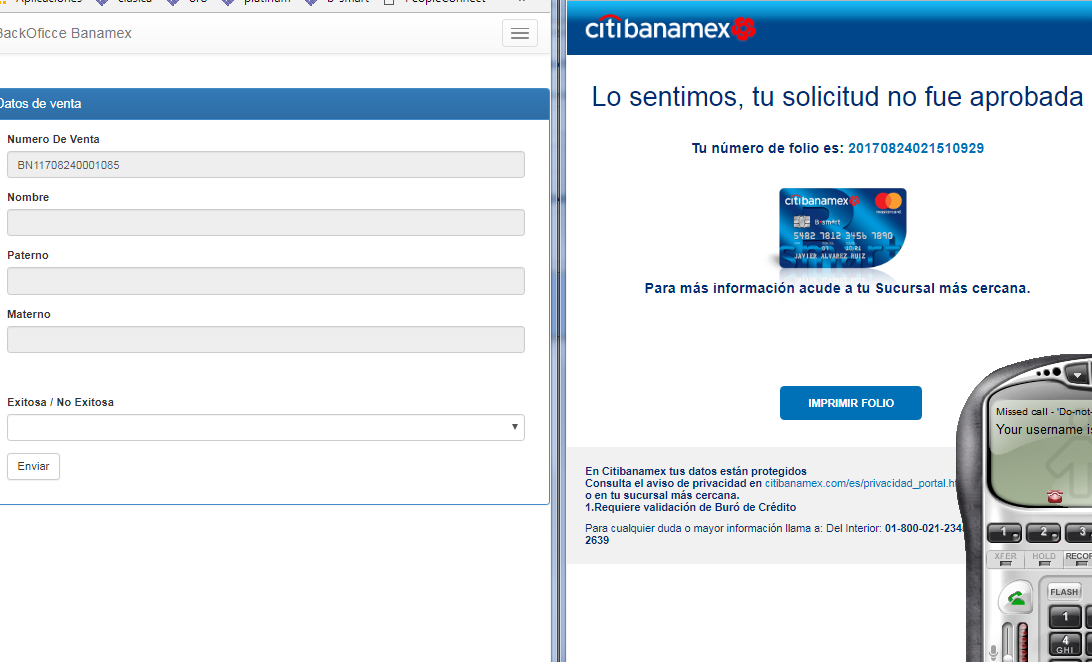 Aplicaciones clasica oro platinum b-smart PeopleConnect
BackOficce Banamex
Datos de venta
Numero De Venta
BN11708240001085
Nombre
Paterno
Materno
Exitosa / No Exitosa
Enviar
citibanamex
Lo sentimos, tu solicitud no fue aprobada
Tu número de folio es: 20170824021510929
citibanamex
mastercard
B·smart
5482 7812 3456 7890
JAVIER ALVAREZ RUIZ
Para más información acude a tu Sucursal más cercana.
IMPRIMIR FOLIO
En Citibanamex tus datos están protegidos
Consulta el aviso de privacidad en citibanamex.com/es/privacidad_portal.h
o en tu sucursal más cercana.
1.Requiere validación de Buró de Crédito
Para cualquier duda o mayor información llama a: Del Interior: 01-800-021-234
2639
Missed call - 'Do-not-
Your username is
1 2 3
XFER HOLD RECOR
FLASH
1
4
GHI